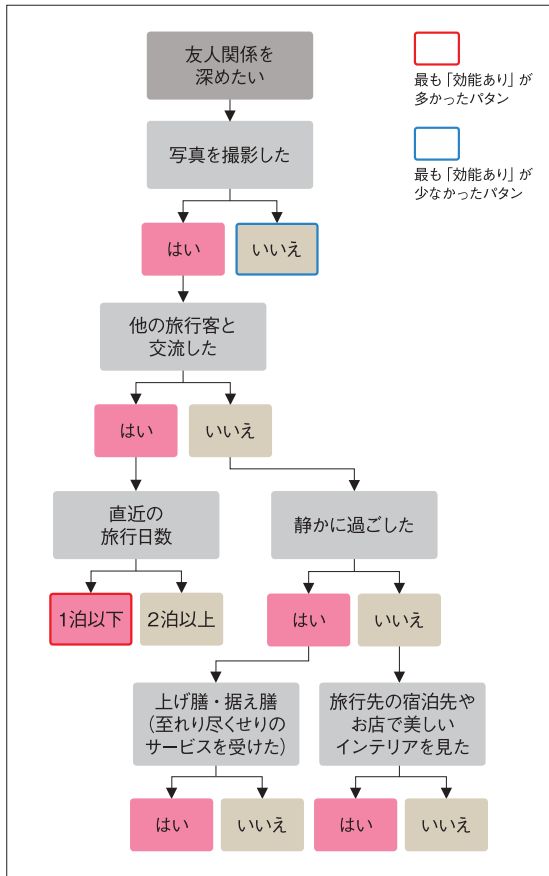 友人関係を
深めたい
最も「効能あり」が
多かったパタン
写真を撮影した
最も「効能あり」が
少なかったパタン
はい
いいえ
他の旅行客と
交流した
はい
いいえ
直近の
旅行日数
静かに過ごした
1泊以下
2泊以上
はい
いいえ
上げ膳・据え膳
(至れり尽くせりの
サービスを受けた)
旅行先の宿泊先や
お店で美しい
インテリアを見た
はい
いいえ
はい
いいえ